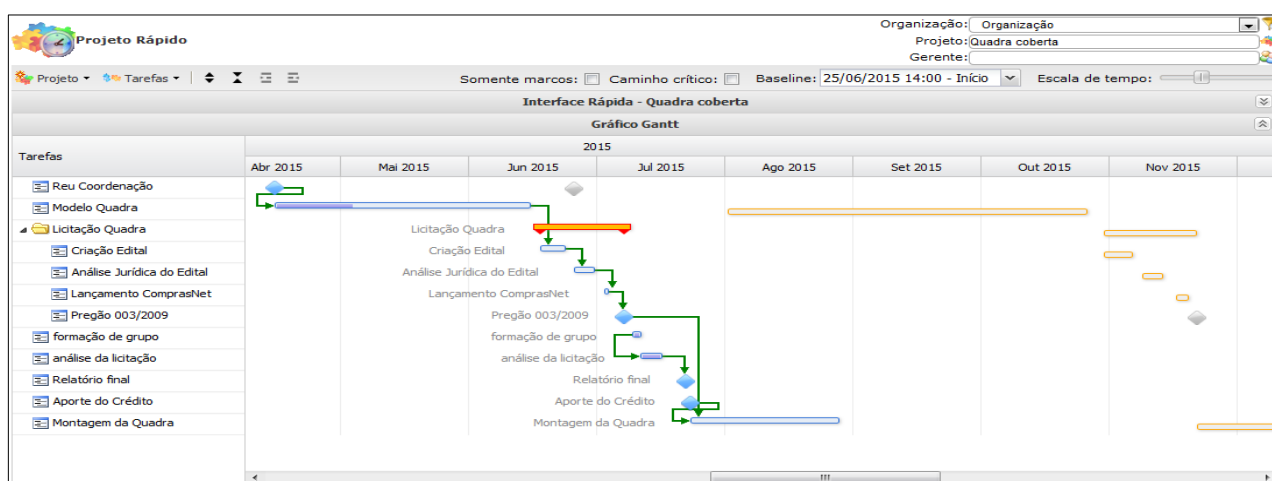 Organização: Organização
Projeto Rápido
Projeto: Quadra coberta
Gerente:
Projeto Tarefas Somente marcos: Caminho crítico: Baseline: 25/06/2015 14:00 - Início Escala de tempo:
Interface Rápida - Quadra coberta
Gráfico Gantt
Tarefas
2015
Abr 2015 Mai 2015 Jun 2015 Jul 2015 Ago 2015 Set 2015 Out 2015 Nov 2015
Reu Coordenação
Modelo Quadra
Licitação Quadra Licitação Quadra
Criação Edital Criação Edital
Análise Jurídica do Edital Análise Jurídica do Edital
Lançamento ComprasNet Lançamento ComprasNet
Pregão 003/2009 Pregão 003/2009
formação de grupo formação de grupo
análise da licitação análise da licitação
Relatório final Relatório final
Aporte do Crédito Aporte do Crédito
Montagem da Quadra Montagem da Quadra